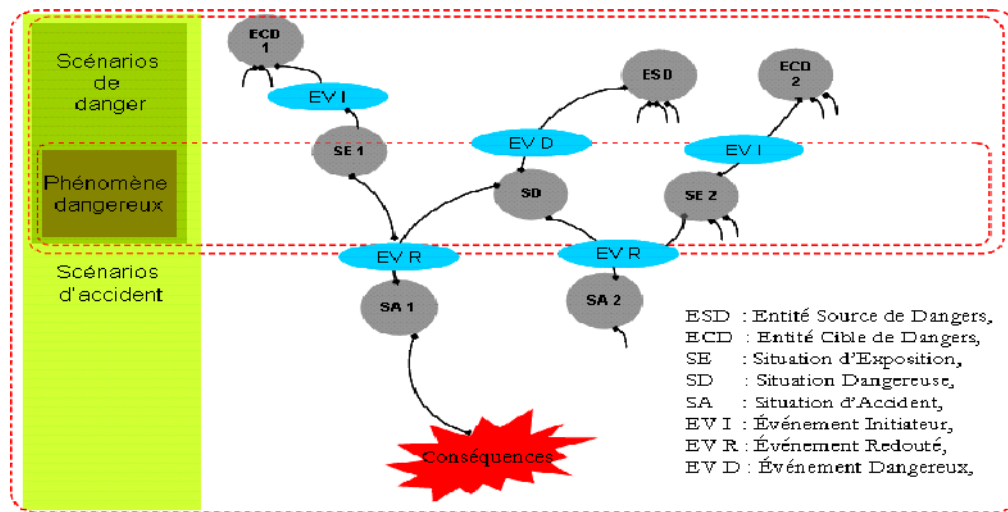 Scénarios
de
danger
Phénomène
dangereux
Scénarios
d'accident
ECD
1
EV I
SE 1
ESD
ECD
2
EV D
EV I
SD
SE 2
EV R
EV R
SA 1
SA 2
Conséquences
ESD : Entité Source de Dangers,
ECD : Entité Cible de Dangers,
SE : Situation d'Exposition,
SD : Situation Dangereuse,
SA : Situation d'Accident,
EV I : Événement Initiateur,
EV R : Événement Redouté,
EV D : Événement Dangereux,